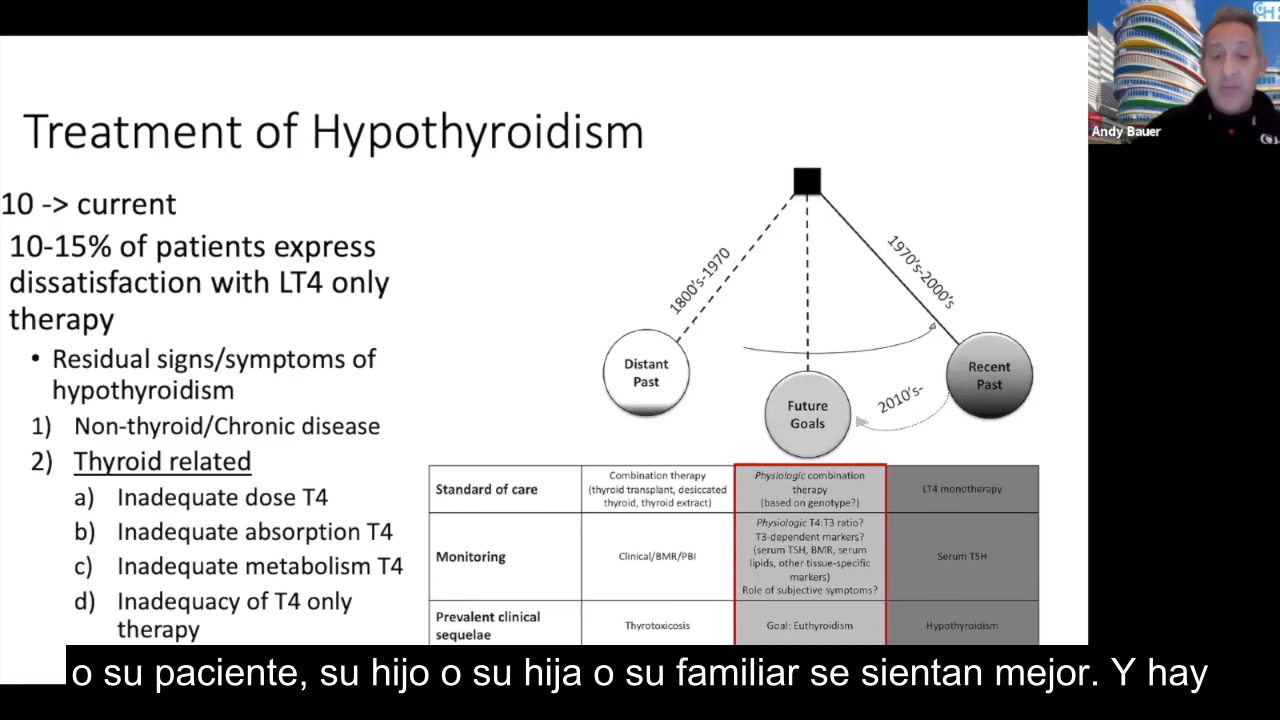 Treatment of Hypothyroidism
10 -> current
10-15% of patients express
dissatisfaction with LT4 only
therapy
• Residual signs/symptoms of
hypothyroidism
1) Non-thyroid/Chronic disease
2) Thyroid related
a) Inadequate dose T4
b) Inadequate absorption T4
c) Inadequate metabolism T4
d) Inadequacy of T4 only
therapy
1800's-1970
1970's-2000's
Distant
Past
Future
Goals
2010's-
Recent
Past
Standard of care
Combination therapy
(thyroid transplant, desiccated
thyroid, thyroid extract)
Physiologic combination
therapy
(based on genotype?)
LT4 monotherapy
Monitoring
Clinical/BMR/PBI
Physiologic T4:T3 ratio?
T3-dependent markers?
(serum TSH, BMR, serum
lipids, other tissue-specific
markers)
Role of subjective symptoms?
Serum TSH
Prevalent clinical
sequelae
Thyrotoxicosis
Goal: Euthyroidism
Hypothyroidism
Andy Bauer
o su paciente, su hijo o su hija o su familiar se sientan mejor. Y hay